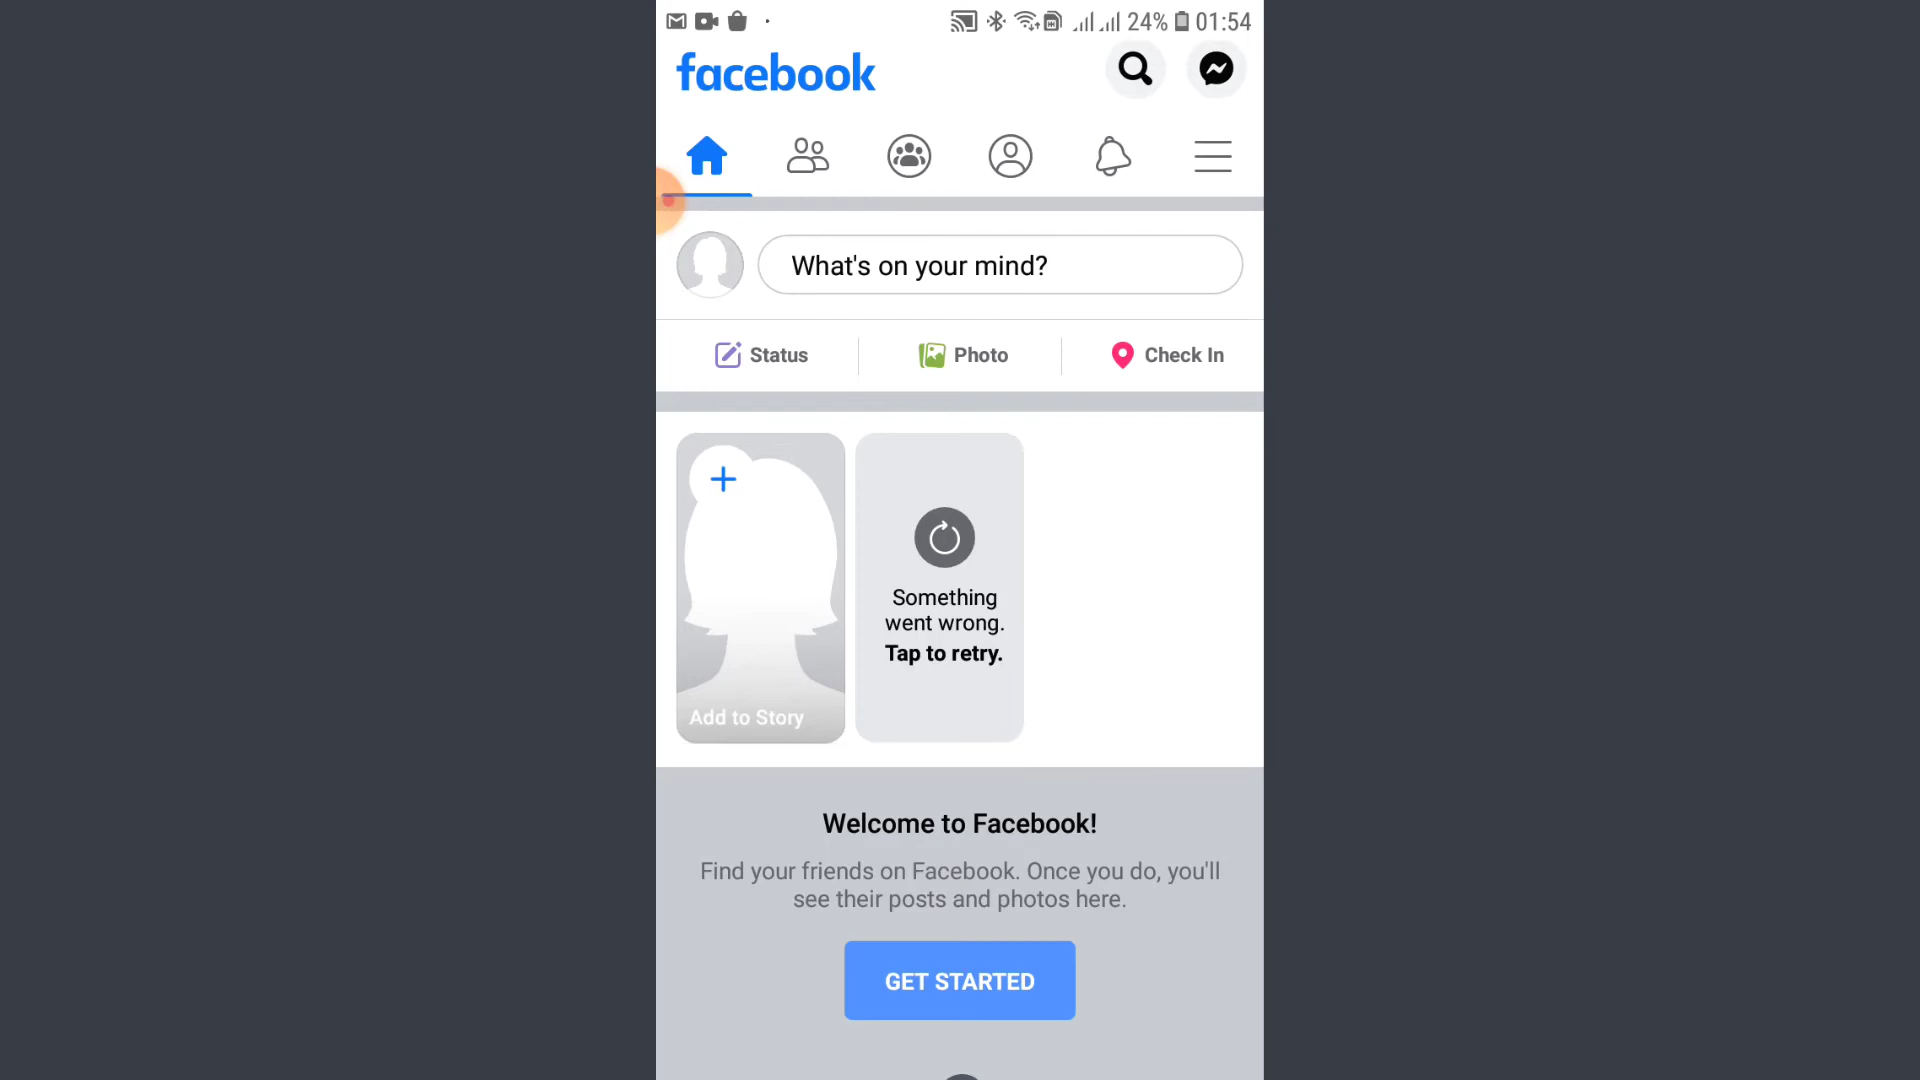 24% 01:54
facebook
What's on your mind?
Status Photo Check In
Something
went wrong.
Tap to retry.
Add to Story
Welcome to Facebook!
Find your friends on Facebook. Once you do, you'll
see their posts and photos here.
GET STARTED